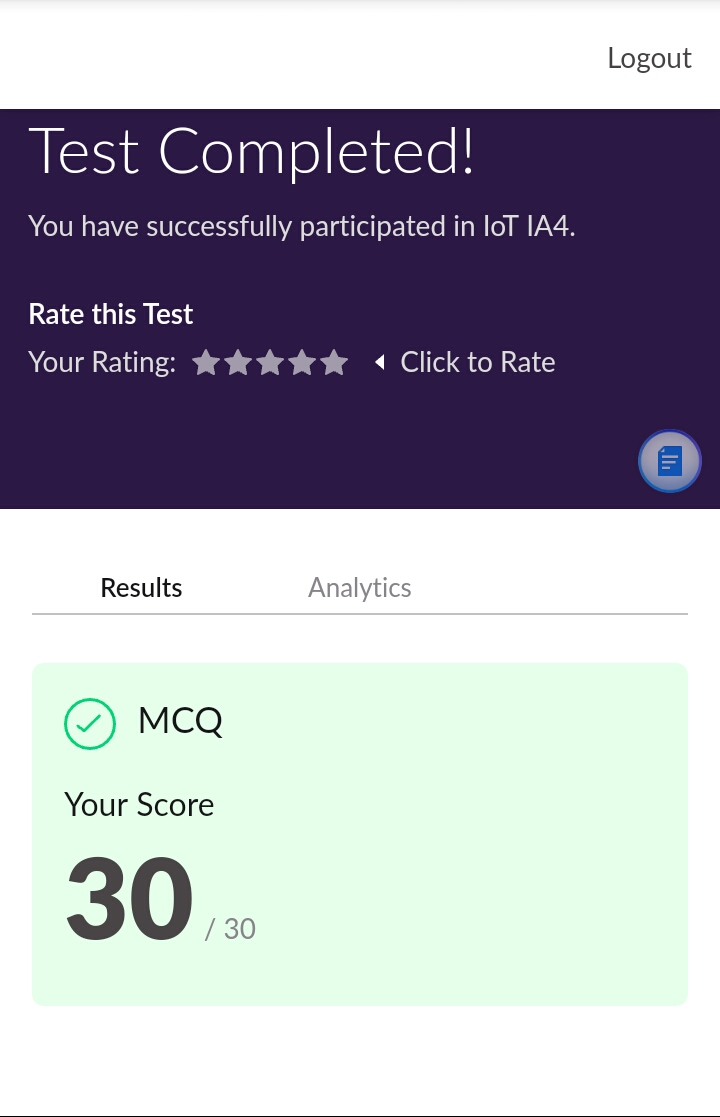 Logout
Test Completed!
You have successfully participated in IoT IA4.
Rate this Test
Your Rating: Click to Rate
Results Analytics
MCQ
Your Score
30 / 30